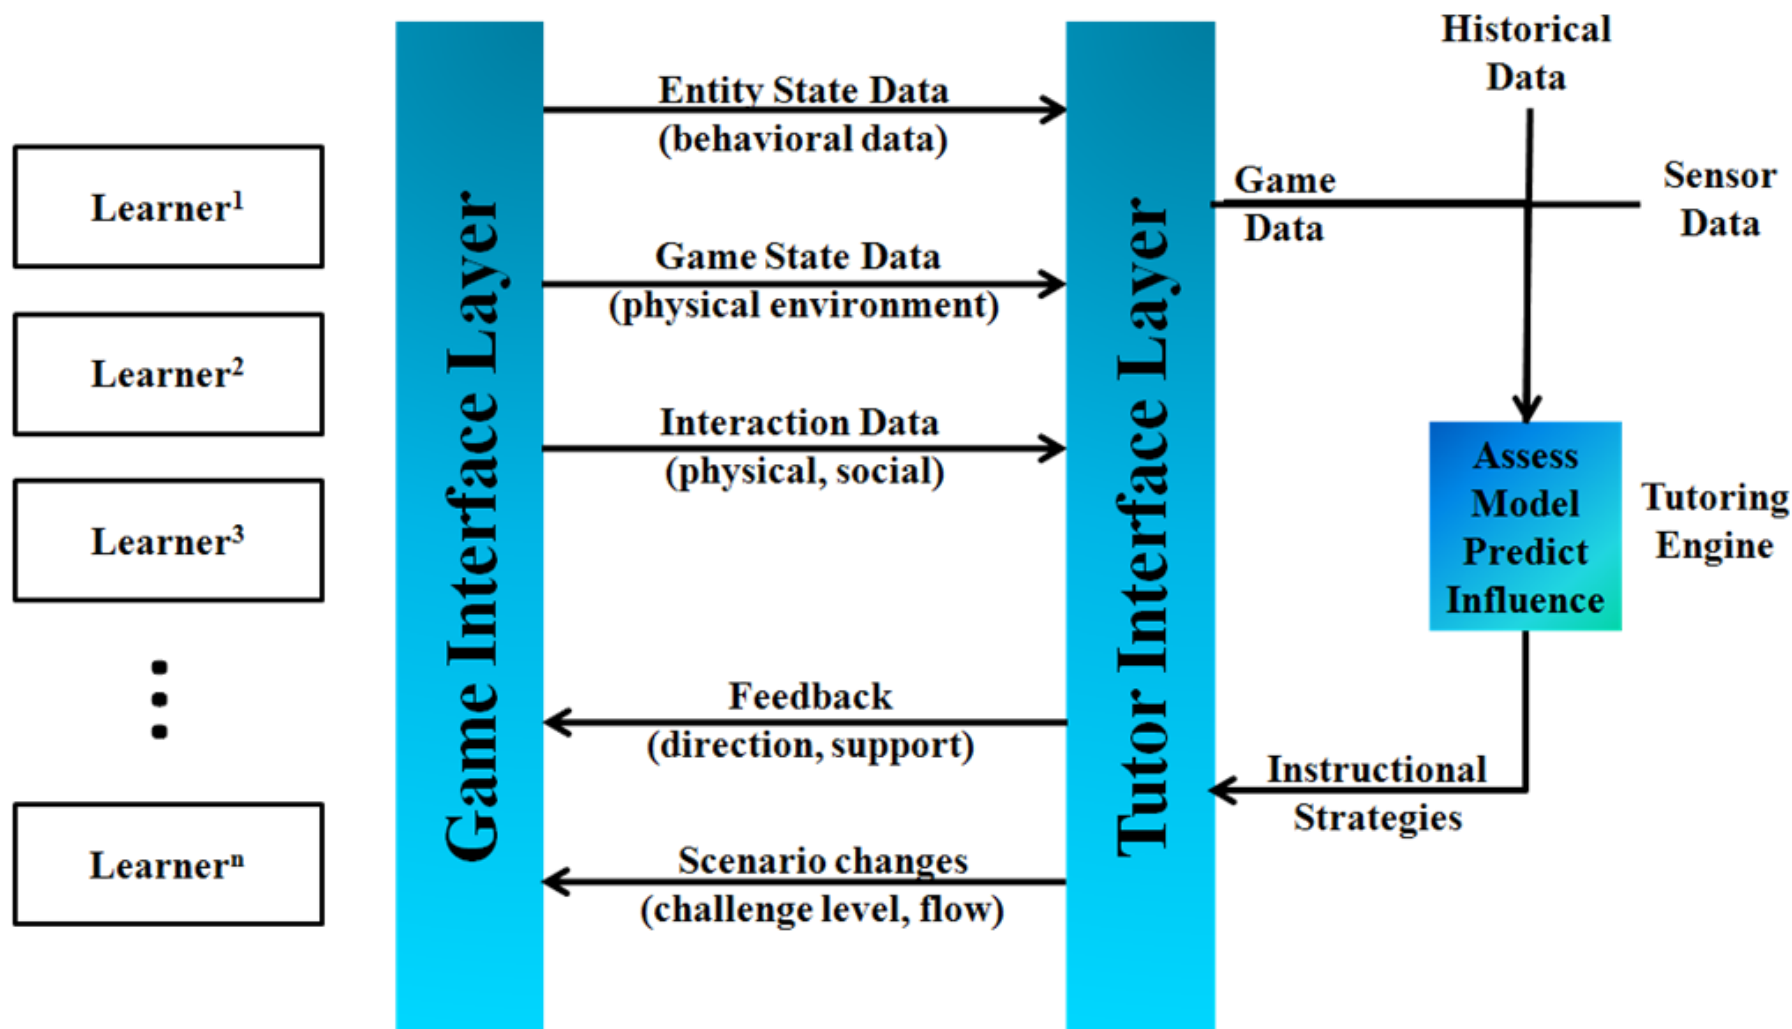 Learner¹
Learner²
Learner³
Learnerⁿ
Game Interface Layer
Entity State Data
(behavioral data)
Game State Data
(physical environment)
Interaction Data
(physical, social)
Feedback
(direction, support)
Scenario changes
(challenge level, flow)
Tutor Interface Layer
Historical
Data
Game
Data
Sensor
Data
Assess
Model
Predict
Influence
Tutoring
Engine
Instructional
Strategies